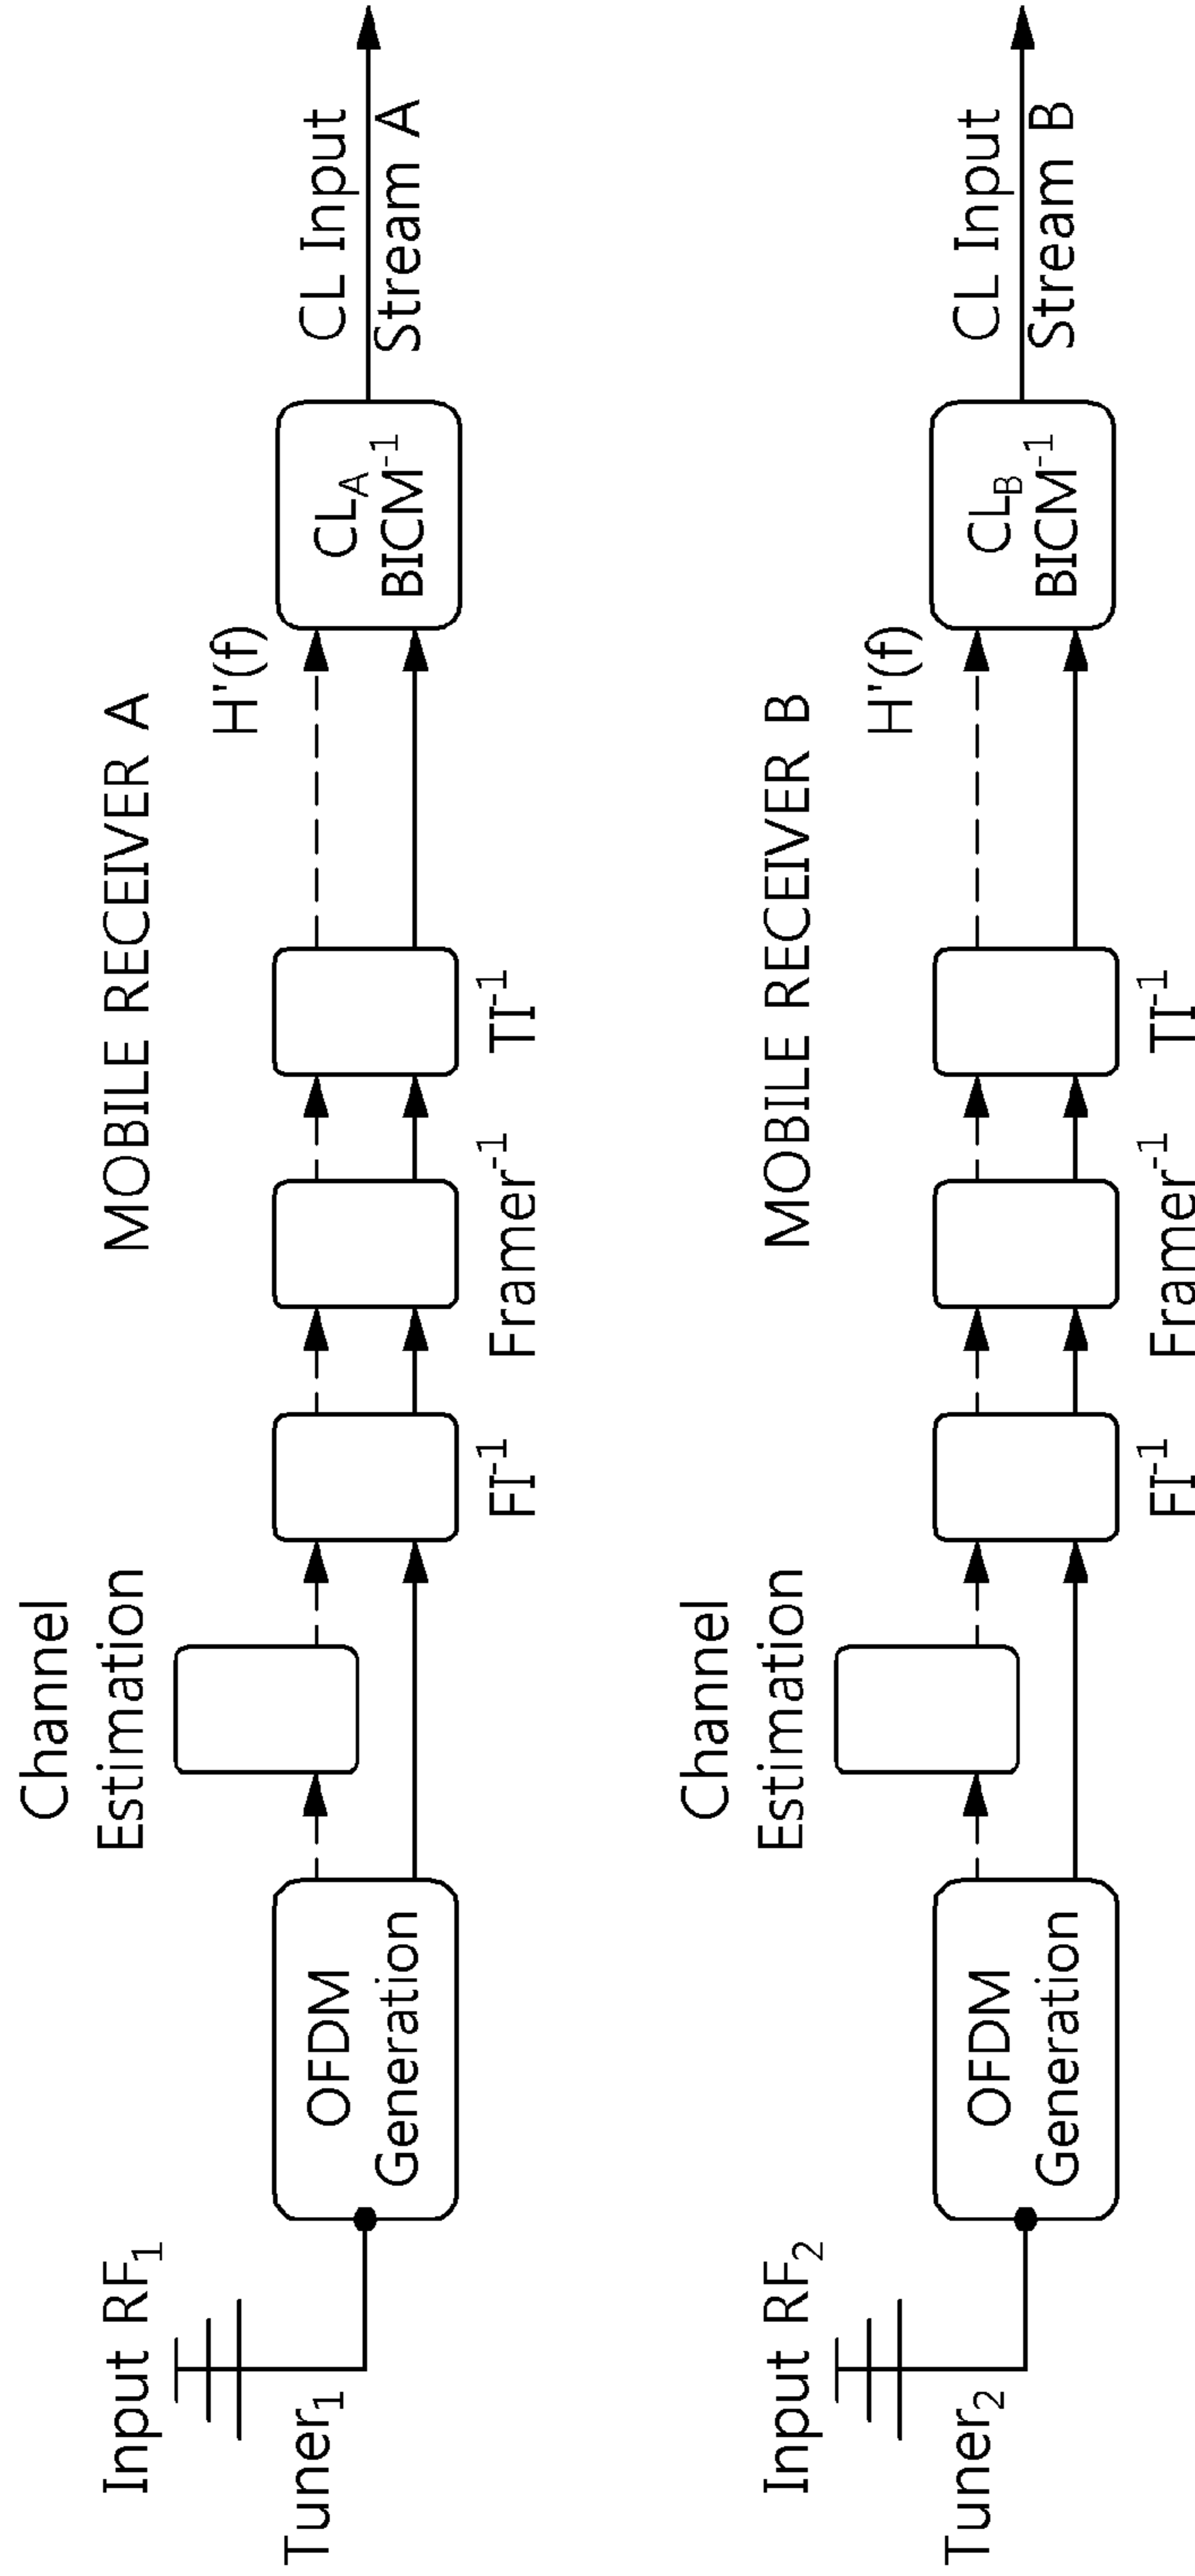 MOBILE RECEIVER A
Input RF1
Tuner1
OFDM
Generation
Channel
Estimation
FI-1
Framer-1
TI-1
H'(f)
CLA
BICM-1
CL Input
Stream A
MOBILE RECEIVER B
Input RF2
Tuner2
OFDM
Generation
Channel
Estimation
FI-1
Framer-1
TI-1
H'(f)
CLB
BICM-1
CL Input
Stream B